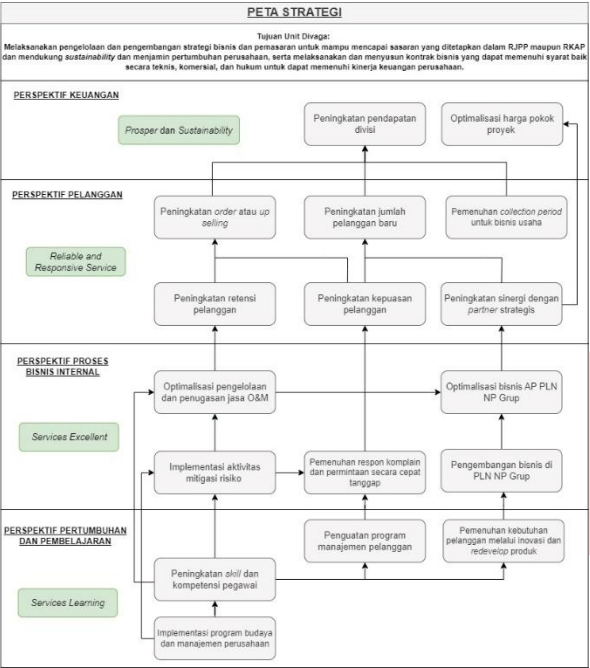 PETA STRATEGI
Tujuan Unit Divaga:
Melaksanakan pengelolaan dan pengembangan strategi bisnis dan pemasaran untuk mampu mencapai sasaran yang ditetapkan dalam RJPP maupun RKAP
dan mendukung sustainability dan menjamin pertumbuhan perusahaan, serta melaksanakan dan menyusun kontrak bisnis yang dapat memenuhi syarat baik
secara teknis, komersial, dan hukum untuk dapat memenuhi kinerja keuangan perusahaan.
PERSPEKTIF KEUANGAN
Prosper dan Sustainability
Peningkatan pendapatan
divisi
Optimalisasi harga pokok
proyek
PERSPEKTIF PELANGGAN
Peningkatan order atau up
selling
Peningkatan jumlah
pelanggan baru
Pemenuhan collection period
untuk bisnis usaha
Reliable and
Responsive Service
Peningkatan retensi
pelanggan
Peningkatan kepuasan
pelanggan
Peningkatan sinergi dengan
partner strategis
PERSPEKTIF PROSES
BISNIS INTERNAL
Optimalisasi pengelolaan
dan penugasan jasa O&M
Optimalisasi bisnis AP PLN
NP Grup
Services Excellent
Implementasi aktivitas
mitigasi risiko
Pemenuhan respon komplain
dan permintaan secara cepat
tanggap
Pengembangan bisnis di
PLN NP Grup
PERSPEKTIF PERTUMBUHAN
DAN PEMBELAJARAN
Penguatan program
manajemen pelanggan
Pemenuhan kebutuhan
pelanggan melalui inovasi dan
redevelop produk
Services Learning
Peningkatan skill dan
kompetensi pegawai
Implementasi program budaya
dan manajemen perusahaan